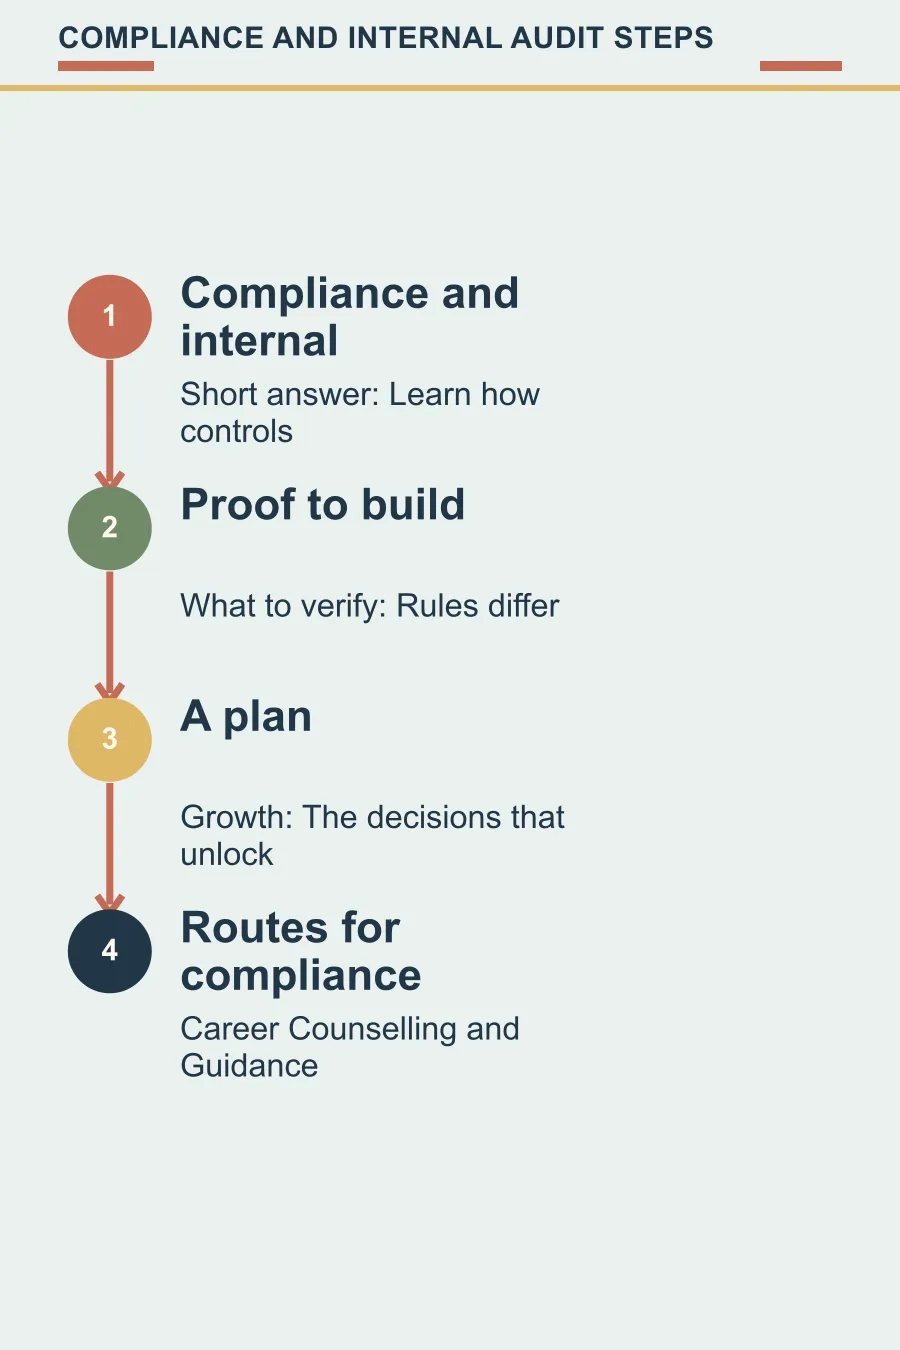 COMPLIANCE AND INTERNAL AUDIT STEPS
1
Compliance and
internal
Short answer: Learn how
controls
2
Proof to build
What to verify: Rules differ
3
A plan
Growth: The decisions that
unlock
4
Routes for
compliance
Career Counselling and
Guidance